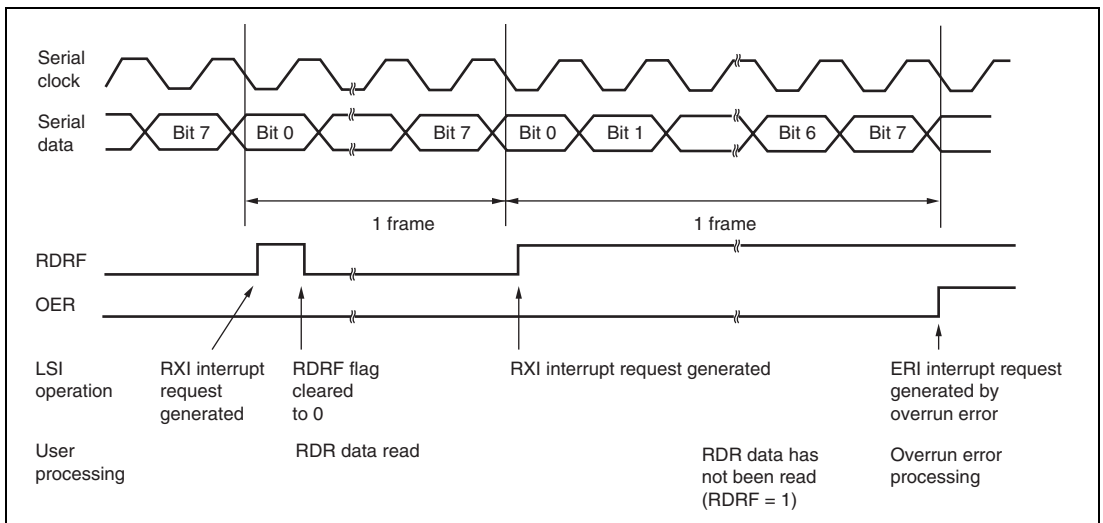 Serial
clock
Serial
data
Bit 7
Bit 0
Bit 7
Bit 0
Bit 1
Bit 6
Bit 7
1 frame
1 frame
RDRF
OER
LSI
operation
RXI interrupt
request
generated
RDRF flag
cleared
to 0
RXI interrupt request generated
ERI interrupt request
generated by
overrun error
User
processing
RDR data read
RDR data has
not been read
(RDRF = 1)
Overrun error
processing